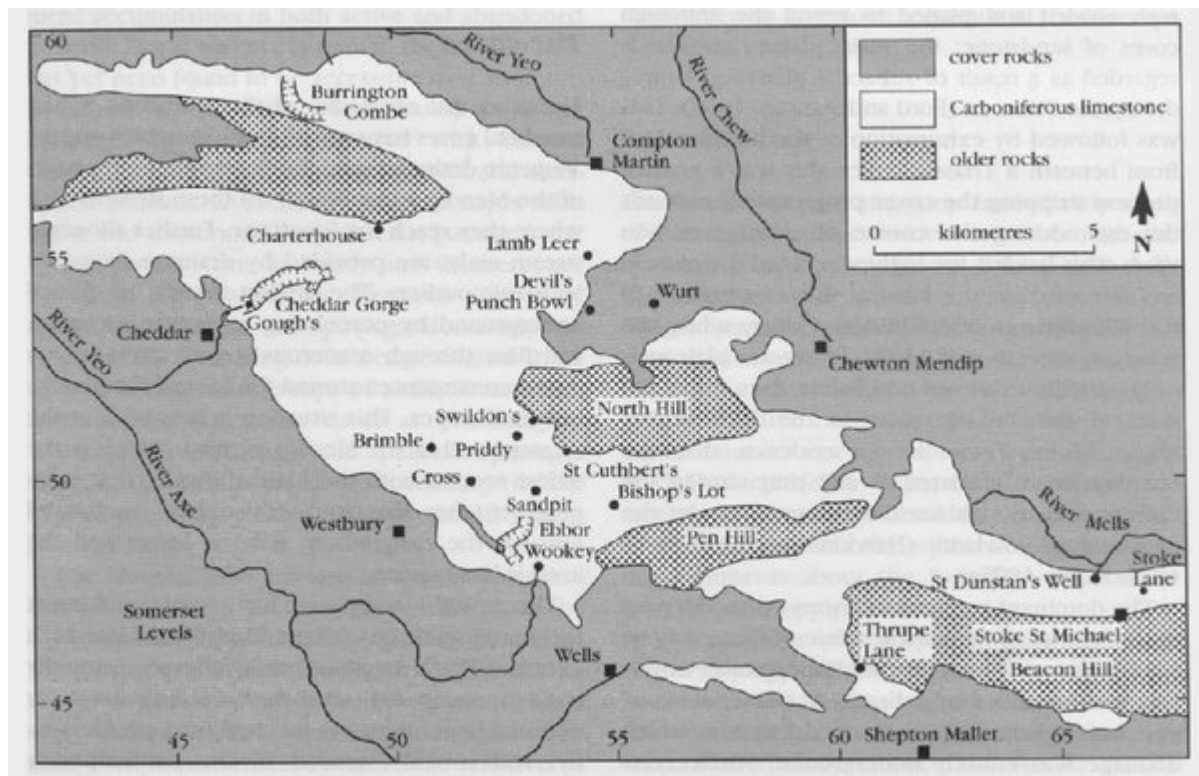 60
River Yeo
River Chew
cover rocks
Burrington
Combe
Carboniferous limestone
Compton
Martin
older rocks
Charterhouse
Lamb Leer
0 kilometres 5
N
55
Devil's
Punch Bowl
Wurt
Cheddar Gorge
Gough's
Cheddar
River Yeo
Chewton Mendip
North Hill
Swildon's
Brimble
Priddy
St Cuthbert's
50
Cross
Sandpit
Bishop's Lot
River Axe
Westbury
Ebbor
Wookey
Pen Hill
River Mells
Stoke
Lane
St Dunstan's Well
Somerset
Levels
Thrupe
Lane
Stoke St Michael
Wells
Beacon Hill
45
45
50
55
60
Shepton Mallet
65